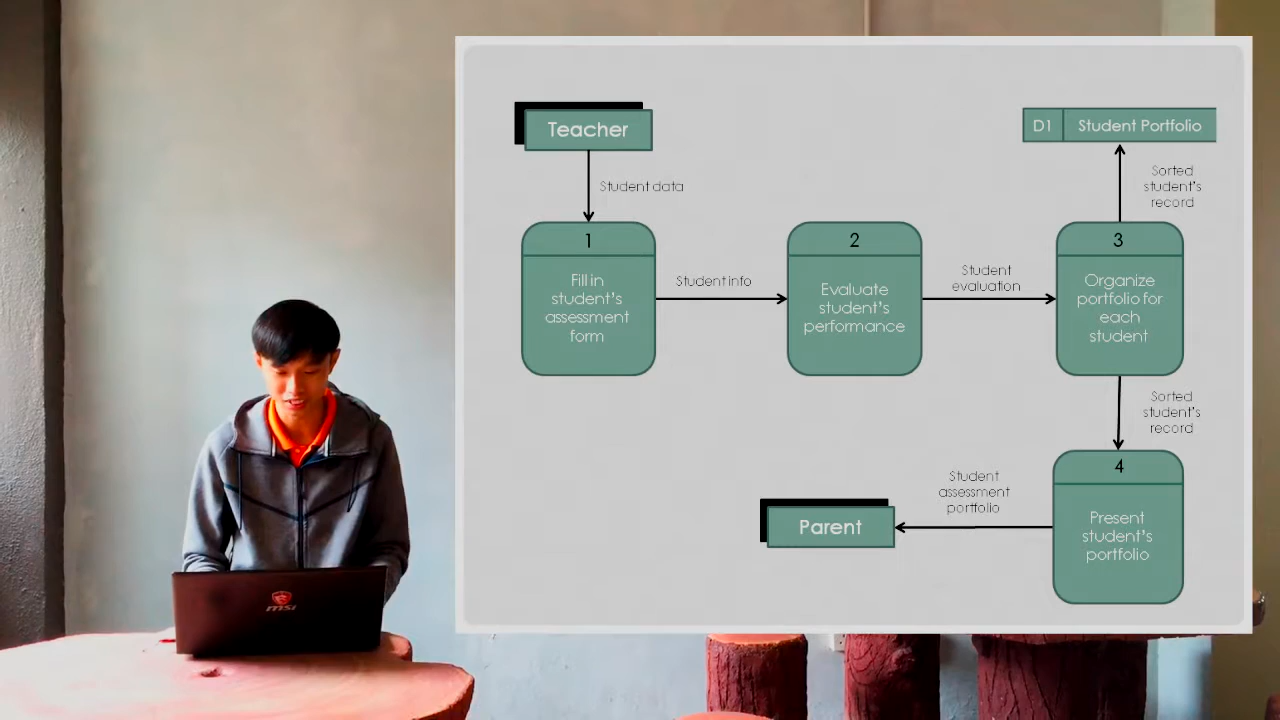 Teacher
D1 Student Portfolio
Student data
Sorted
student's
record
1
Fill in
student's
assessment
form
Student info
2
Evaluate
student's
performance
Student
evaluation
3
Organize
portfolio for
each
student
Sorted
student's
record
4
Present
student's
portfolio
Student
assessment
portfolio
Parent
msi